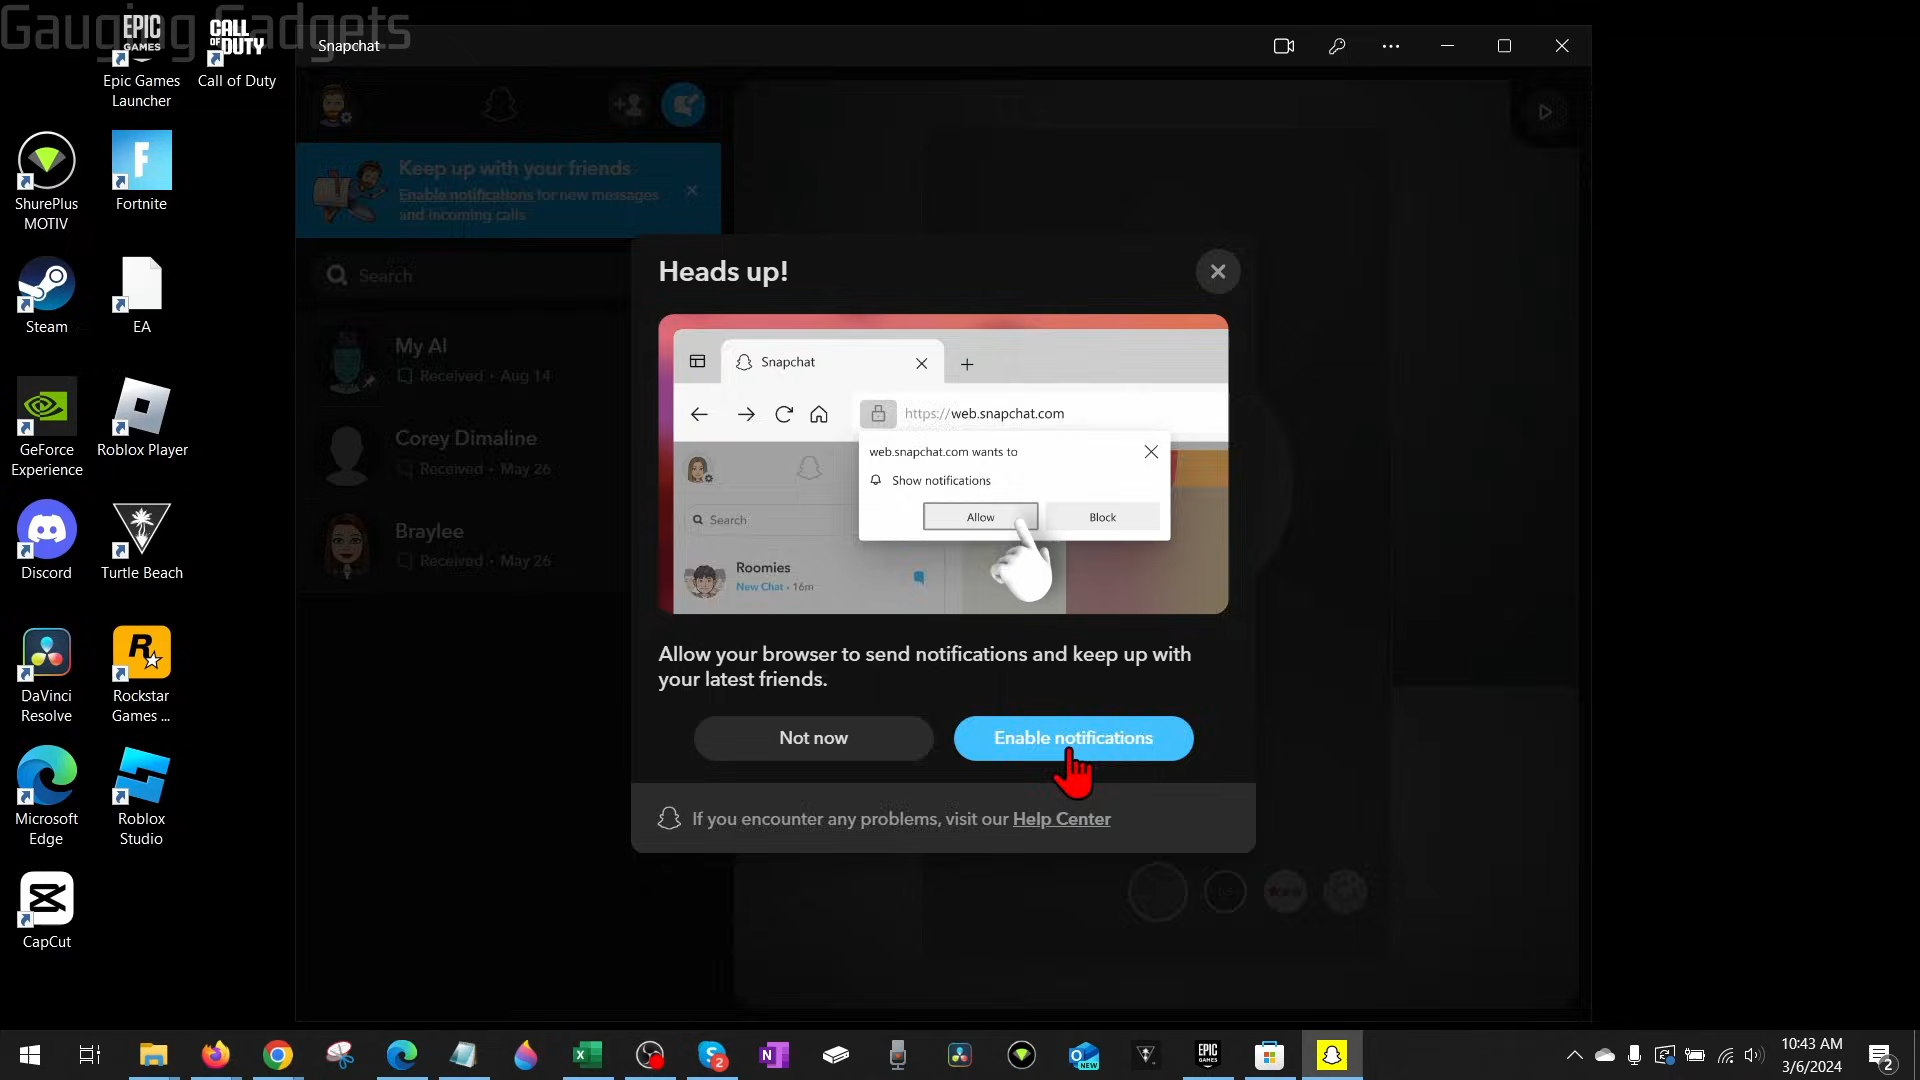 Gauging Gadgets
EPIC
GAMES
Epic Games
Launcher
CALL
OF DUTY
Call of Duty
Snapchat
ShurePlus
MOTIV
Fortnite
Steam
EA
GeForce
Experience
Roblox Player
Discord
Turtle Beach
DaVinci
Resolve
Rockstar
Games ...
Microsoft
Edge
Roblox
Studio
CapCut
Keep up with your friends
Enable notifications for new messages
and incoming calls
Search
My AI
Received • Aug 14
Corey Dimaline
Received • May 26
Braylee
Received • May 26
Heads up!
Snapchat
https://web.snapchat.com
web.snapchat.com wants to
Show notifications
Allow
Block
Search
Roomies
New Chat · 16m
Allow your browser to send notifications and keep up with
your latest friends.
Not now
Enable notifications
If you encounter any problems, visit our Help Center
2
NEW
EPIC
GAMES
10:43 AM
3/6/2024
2